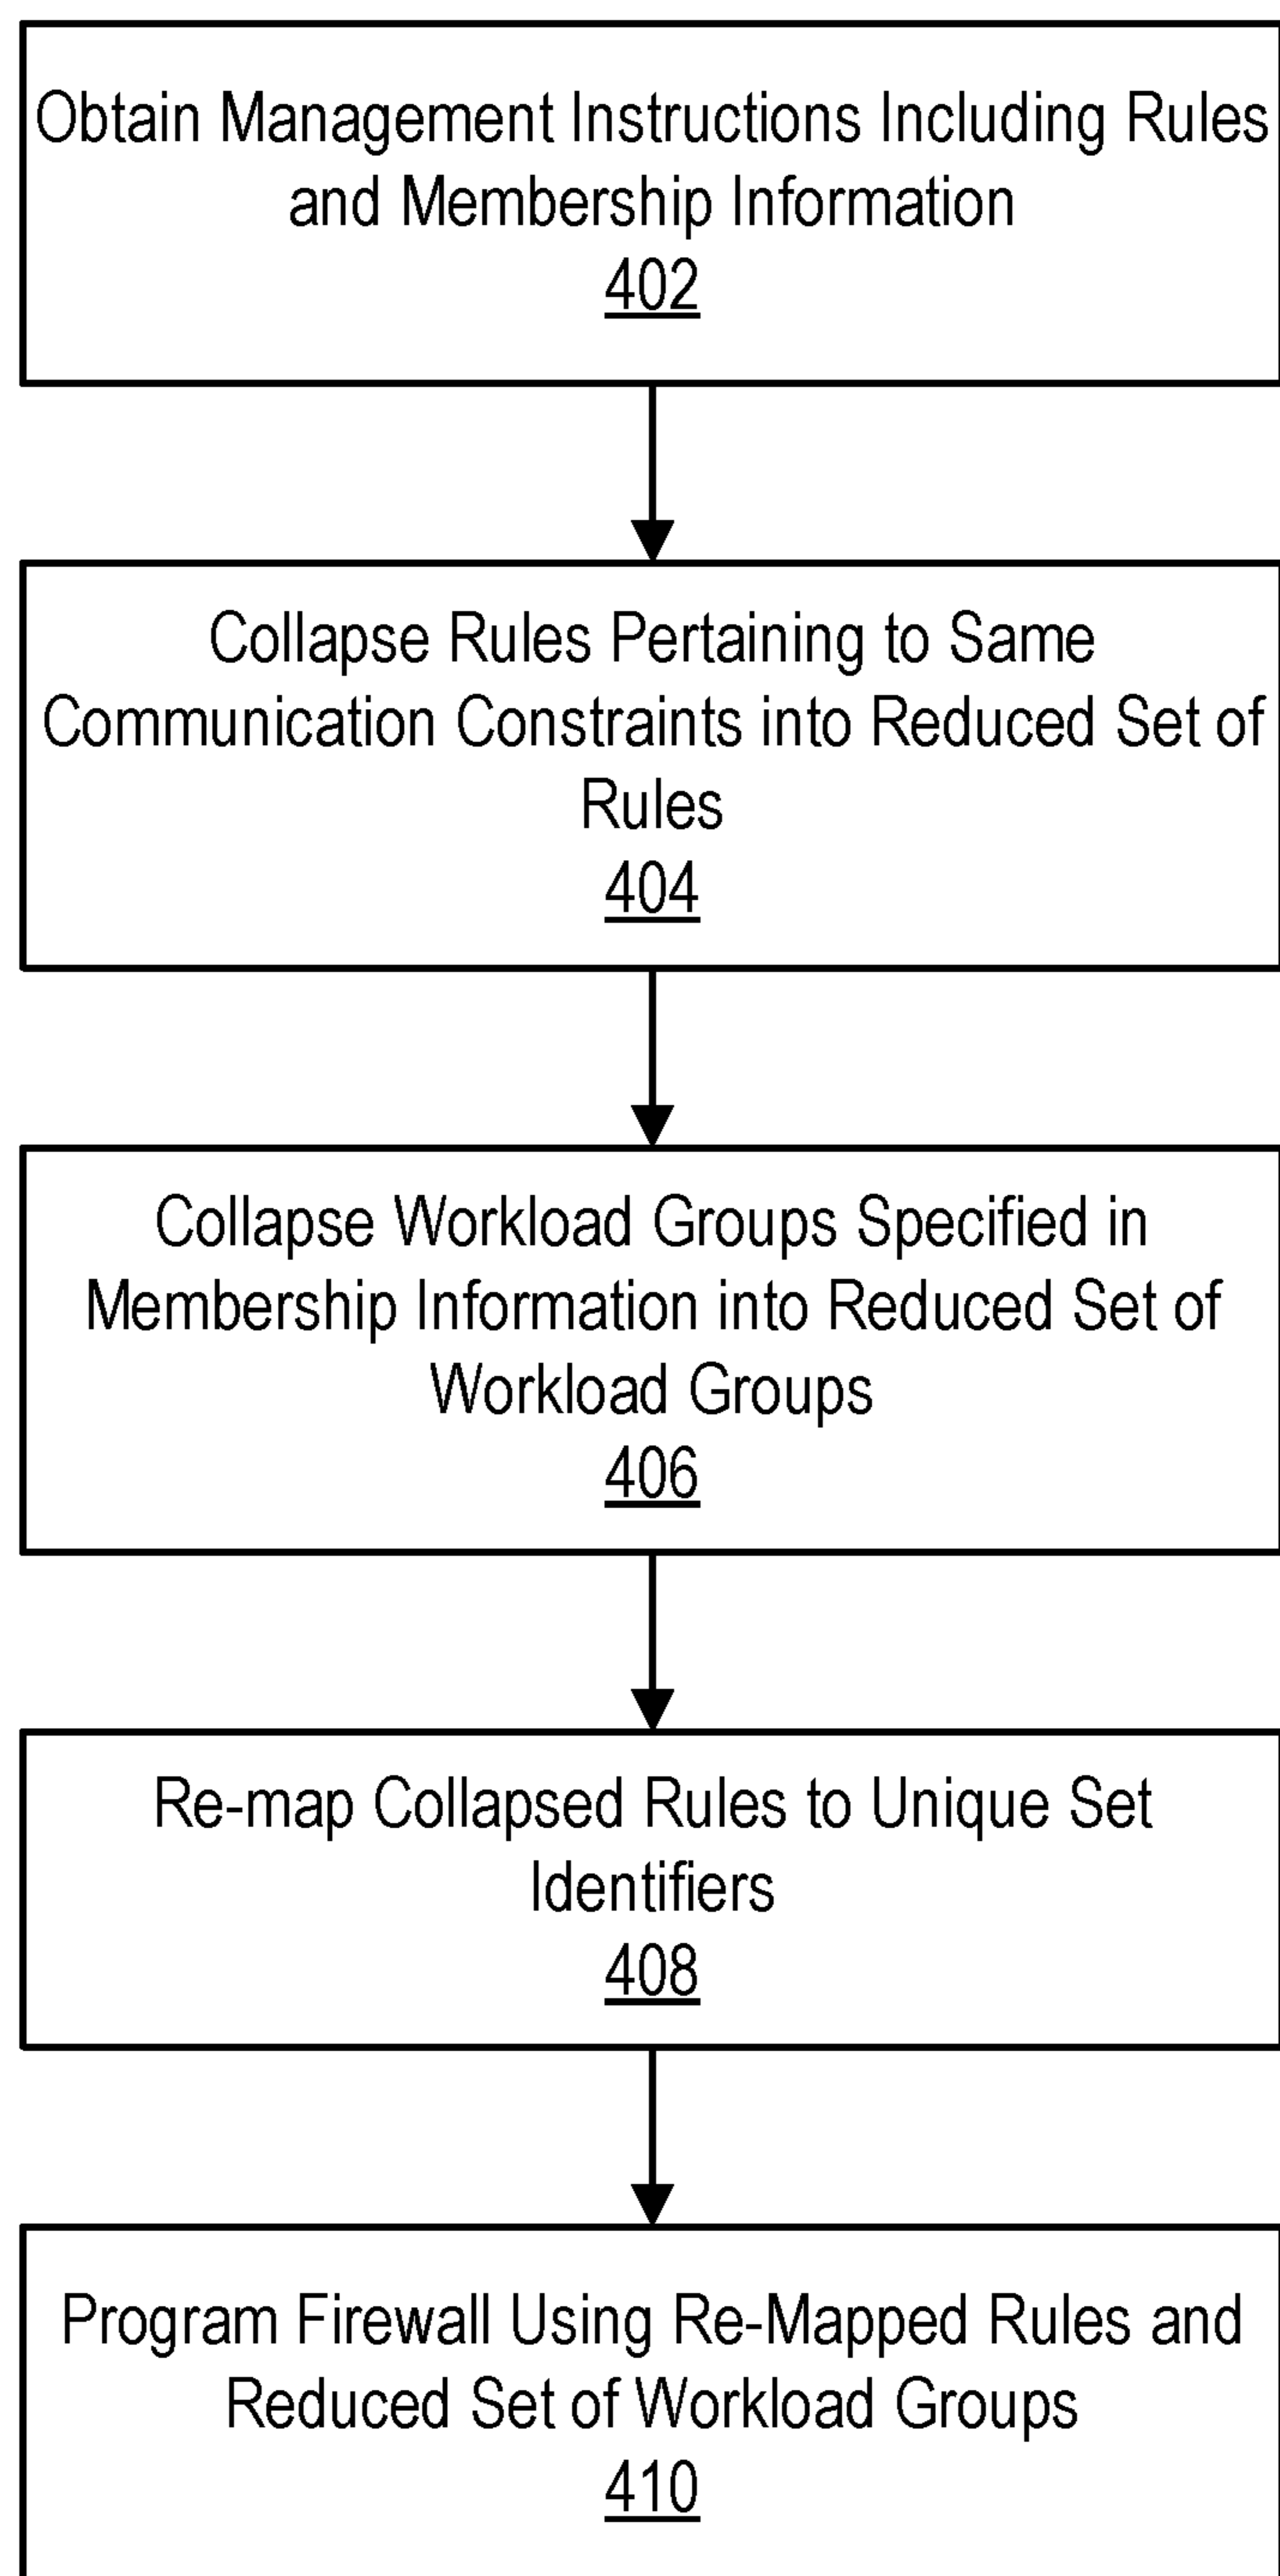 Obtain Management Instructions Including Rules
and Membership Information
402
Collapse Rules Pertaining to Same
Communication Constraints into Reduced Set of
Rules
404
Collapse Workload Groups Specified in
Membership Information into Reduced Set of
Workload Groups
406
Re-map Collapsed Rules to Unique Set
Identifiers
408
Program Firewall Using Re-Mapped Rules and
Reduced Set of Workload Groups
410